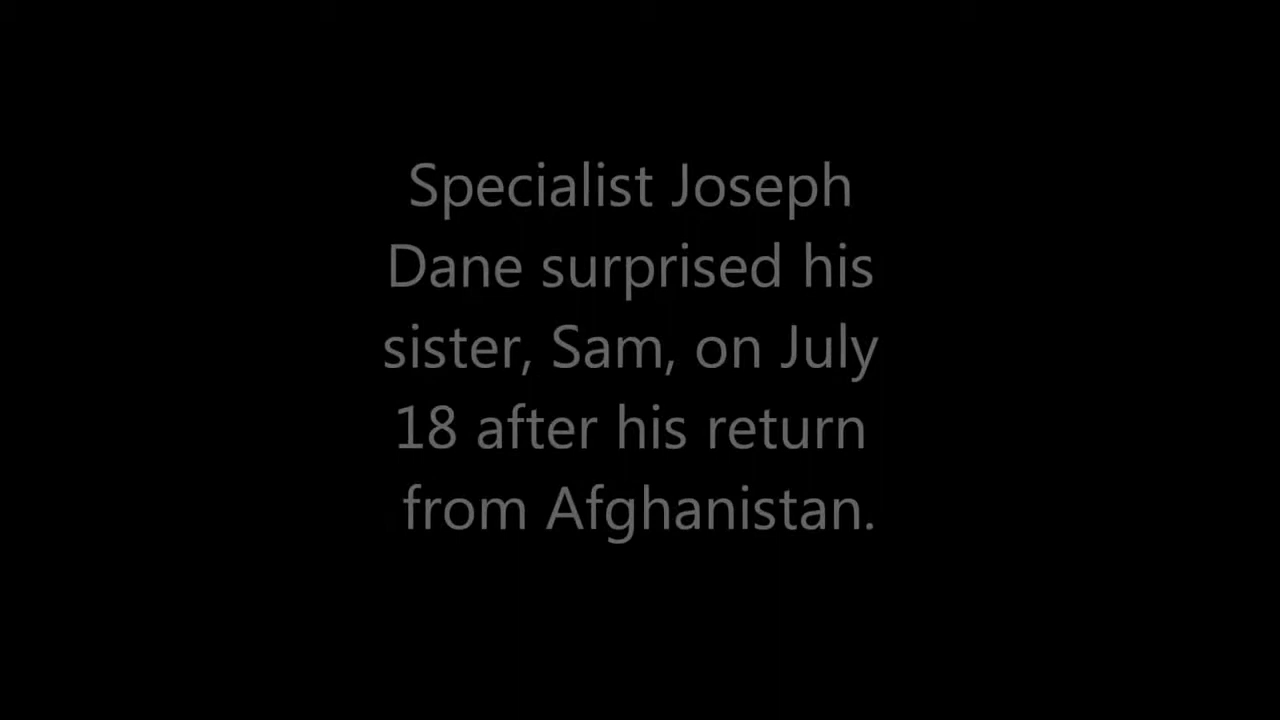 Specialist Joseph
Dane surprised his
sister, Sam, on July
18 after his return
from Afghanistan.